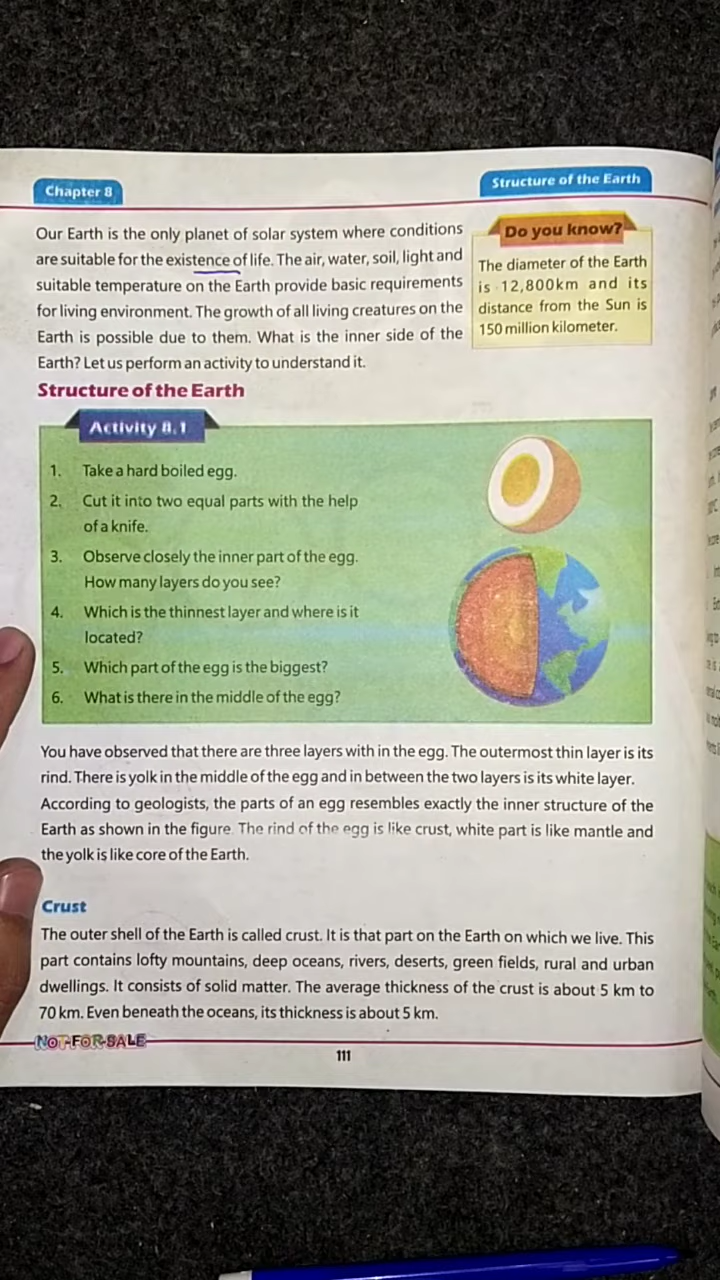 Chapter 8
Structure of the Earth
Our Earth is the only planet of solar system where conditions
are suitable for the existence of life. The air, water, soil, light and
suitable temperature on the Earth provide basic requirements
for living environment. The growth of all living creatures on the
Earth is possible due to them. What is the inner side of the
Earth? Let us perform an activity to understand it.
Do you know?
The diameter of the Earth
is 12,800km and its
distance from the Sun is
150 million kilometer.
Structure of the Earth
Activity 8.1
1. Take a hard boiled egg.
2. Cut it into two equal parts with the help
of a knife.
3. Observe closely the inner part of the egg.
How many layers do you see?
4. Which is the thinnest layer and where is it
located?
5. Which part of the egg is the biggest?
6. What is there in the middle of the egg?
You have observed that there are three layers with in the egg. The outermost thin layer is its
rind. There is yolk in the middle of the egg and in between the two layers is its white layer.
According to geologists, the parts of an egg resembles exactly the inner structure of the
Earth as shown in the figure. The rind of the egg is like crust, white part is like mantle and
the yolk is like core of the Earth.
Crust
The outer shell of the Earth is called crust. It is that part on the Earth on which we live. This
part contains lofty mountains, deep oceans, rivers, deserts, green fields, rural and urban
dwellings. It consists of solid matter. The average thickness of the crust is about 5 km to
70 km. Even beneath the oceans, its thickness is about 5 km.
NOT-FOR-SALE
111